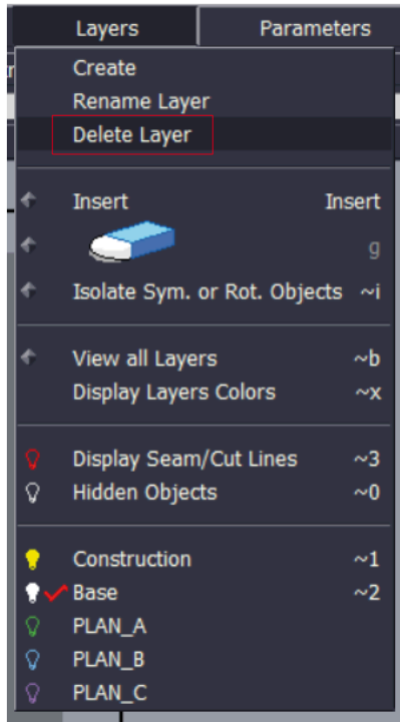 Layers Parameters
Create
Rename Layer
Delete Layer
Insert Insert
g
Isolate Sym. or Rot. Objects ~i
View all Layers ~b
Display Layers Colors ~x
Display Seam/Cut Lines ~3
Hidden Objects ~0
Construction ~1
Base ~2
PLAN_A
PLAN_B
PLAN_C